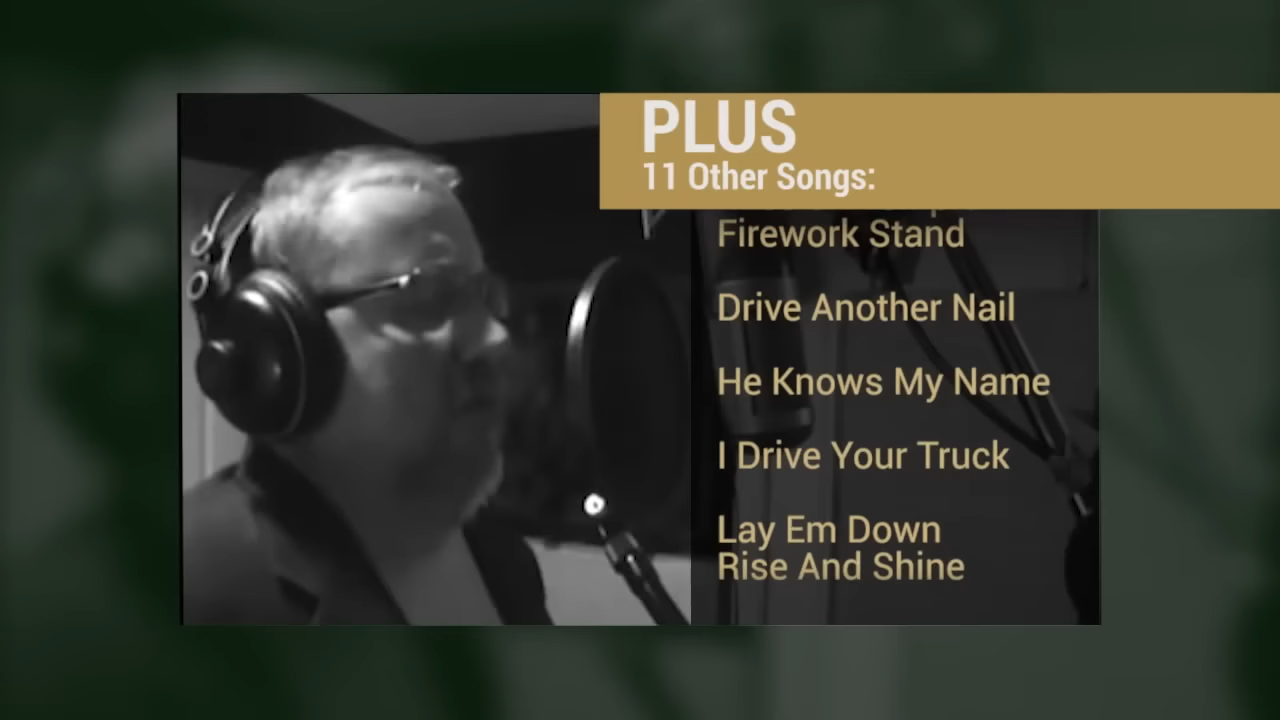 PLUS
11 Other Songs:
Firework Stand
Drive Another Nail
He Knows My Name
I Drive Your Truck
Lay Em Down
Rise And Shine